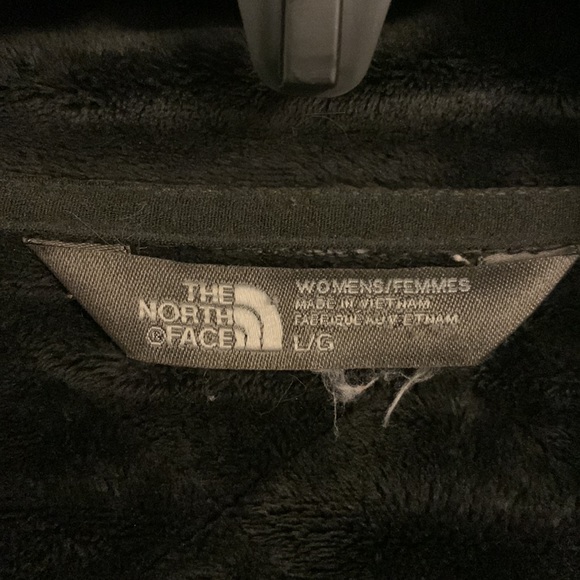 THE
NORTH
®FACE
WOMENS/FEMMES
MADE IN VIETNAM
FABRIQUE AU VIETNAM
L/G